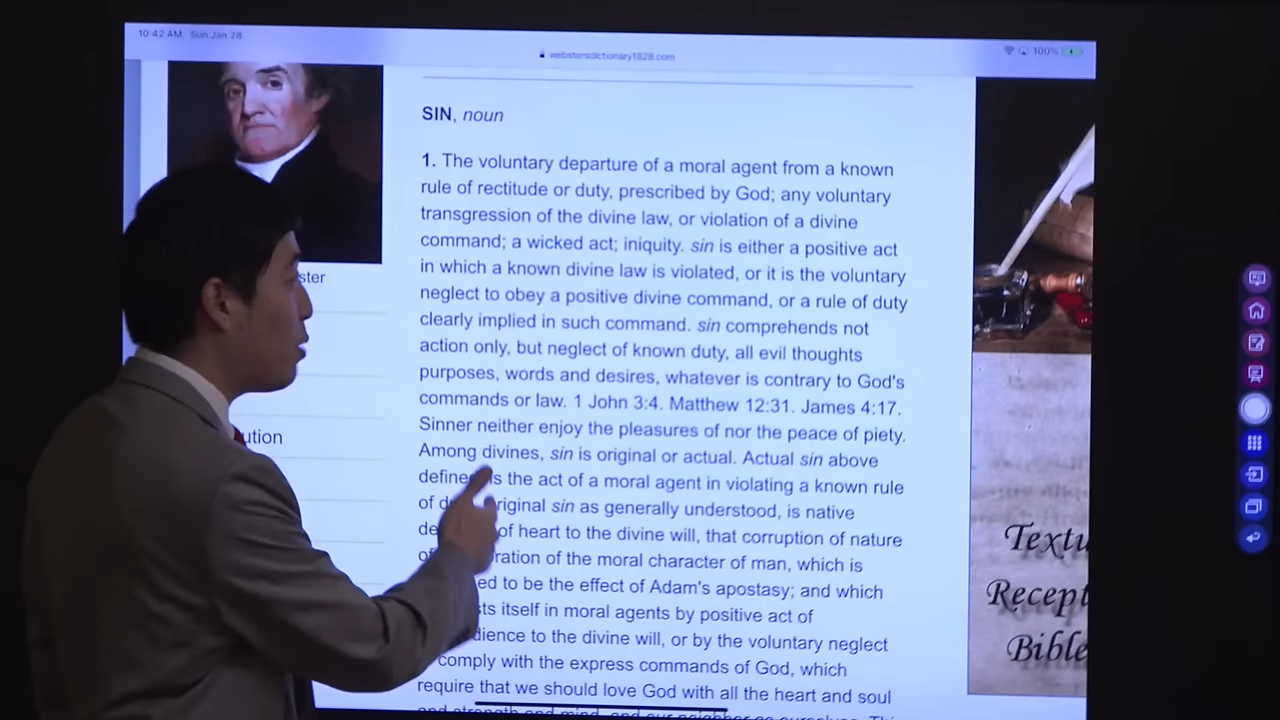 10:42 AM Sun Jan 28
webstersdictionary1828.com
100%
SIN, noun
1. The voluntary departure of a moral agent from a known
rule of rectitude or duty, prescribed by God; any voluntary
transgression of the divine law, or violation of a divine
command; a wicked act; iniquity. sin is either a positive act
in which a known divine law is violated, or it is the voluntary
neglect to obey a positive divine command, or a rule of duty
clearly implied in such command. sin comprehends not
action only, but neglect of known duty, all evil thoughts
purposes, words and desires, whatever is contrary to God's
commands or law. 1 John 3:4. Matthew 12:31. James 4:17.
Sinner neither enjoy the pleasures of nor the peace of piety.
Among divines, sin is original or actual. Actual sin above
is the act of a moral agent in violating a known rule
of sin as generally understood, is native
of heart to the divine will, that corruption of nature
of the moral character of man, which is
to be the effect of Adam's apostasy; and which
itself in moral agents by positive act of
to the divine will, or by the voluntary neglect
comply with the express commands of God, which
require that we should love God with all the heart and soul
ster
ution
Textu
Recept
Bible